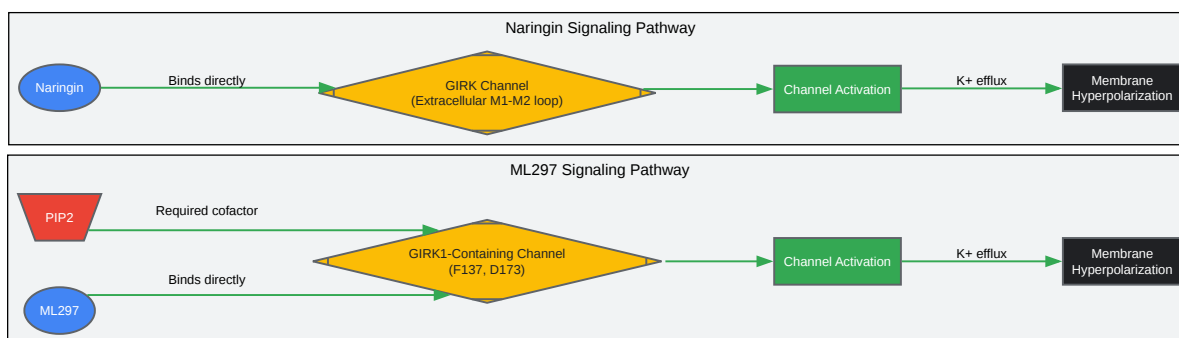 Naringin Signaling Pathway
Naringin
Binds directly
GIRK Channel
(Extracellular M1-M2 loop)
Channel Activation
K+ efflux
Membrane
Hyperpolarization
ML297 Signaling Pathway
PIP2
Required cofactor
GIRK1-Containing Channel
(F137, D173)
Channel Activation
K+ efflux
Membrane
Hyperpolarization
Binds directly
ML297